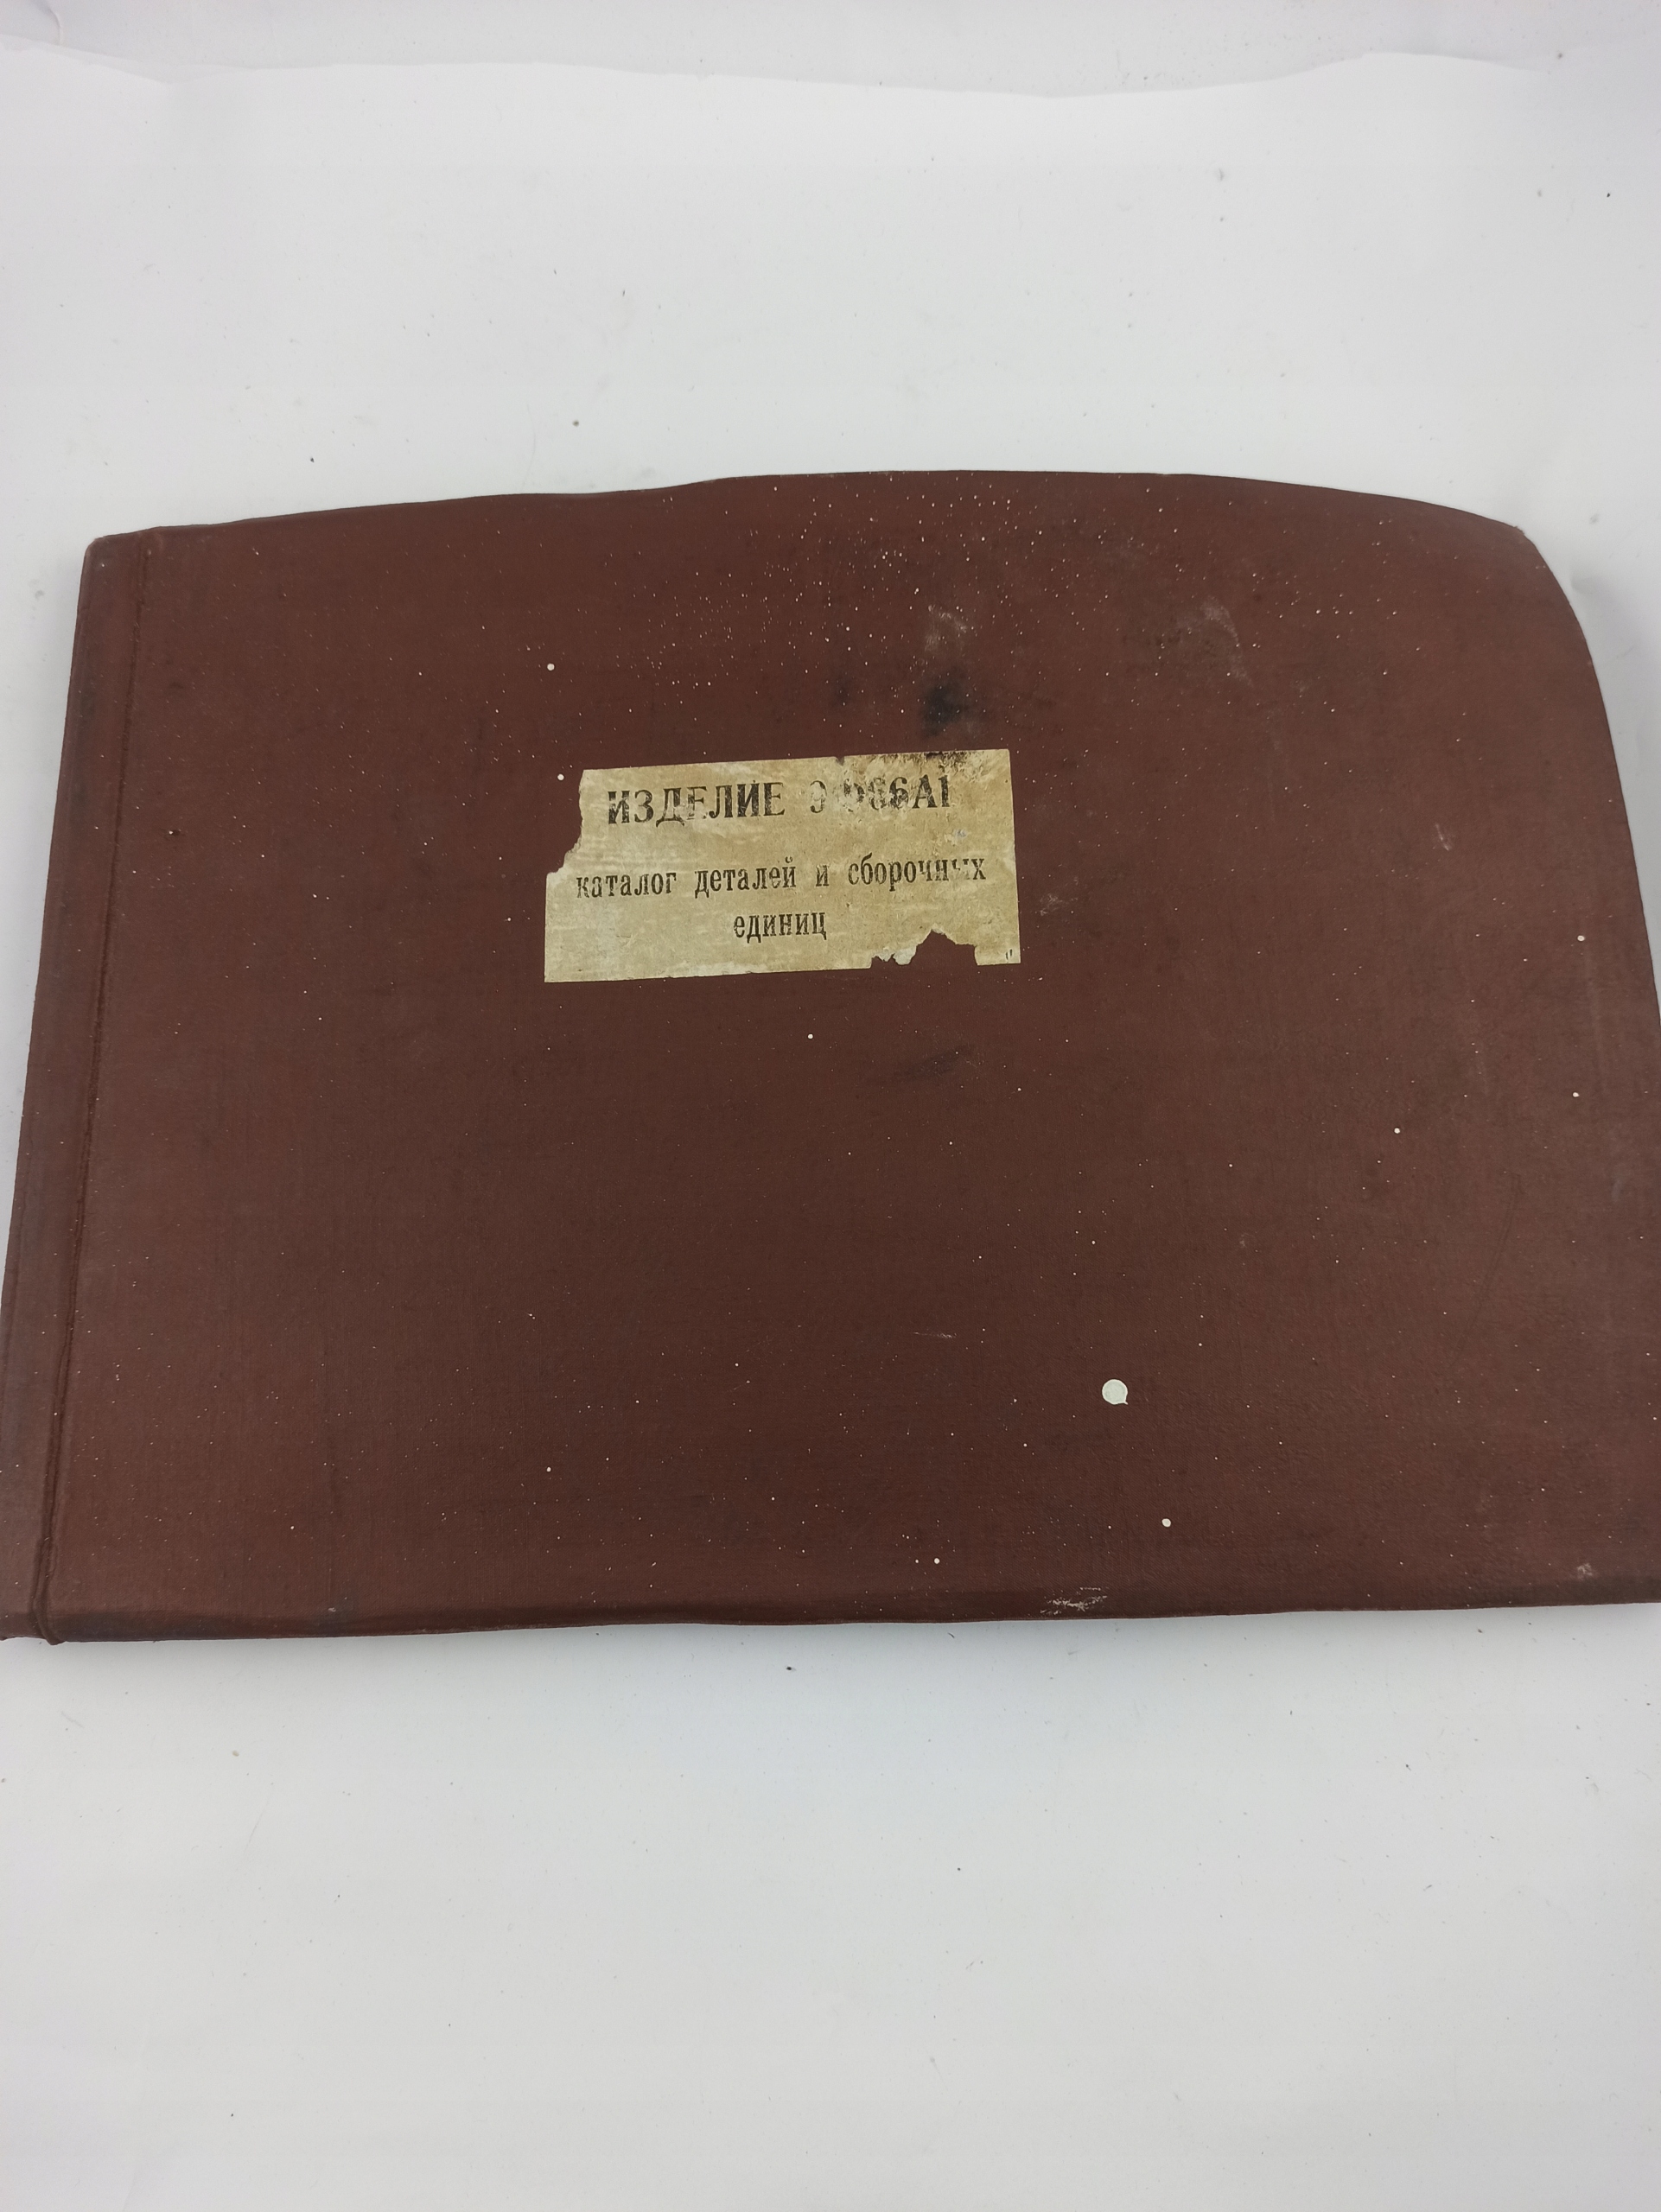 ИЗДЕЛИЕ
каталог деталей и сборочных
единиц